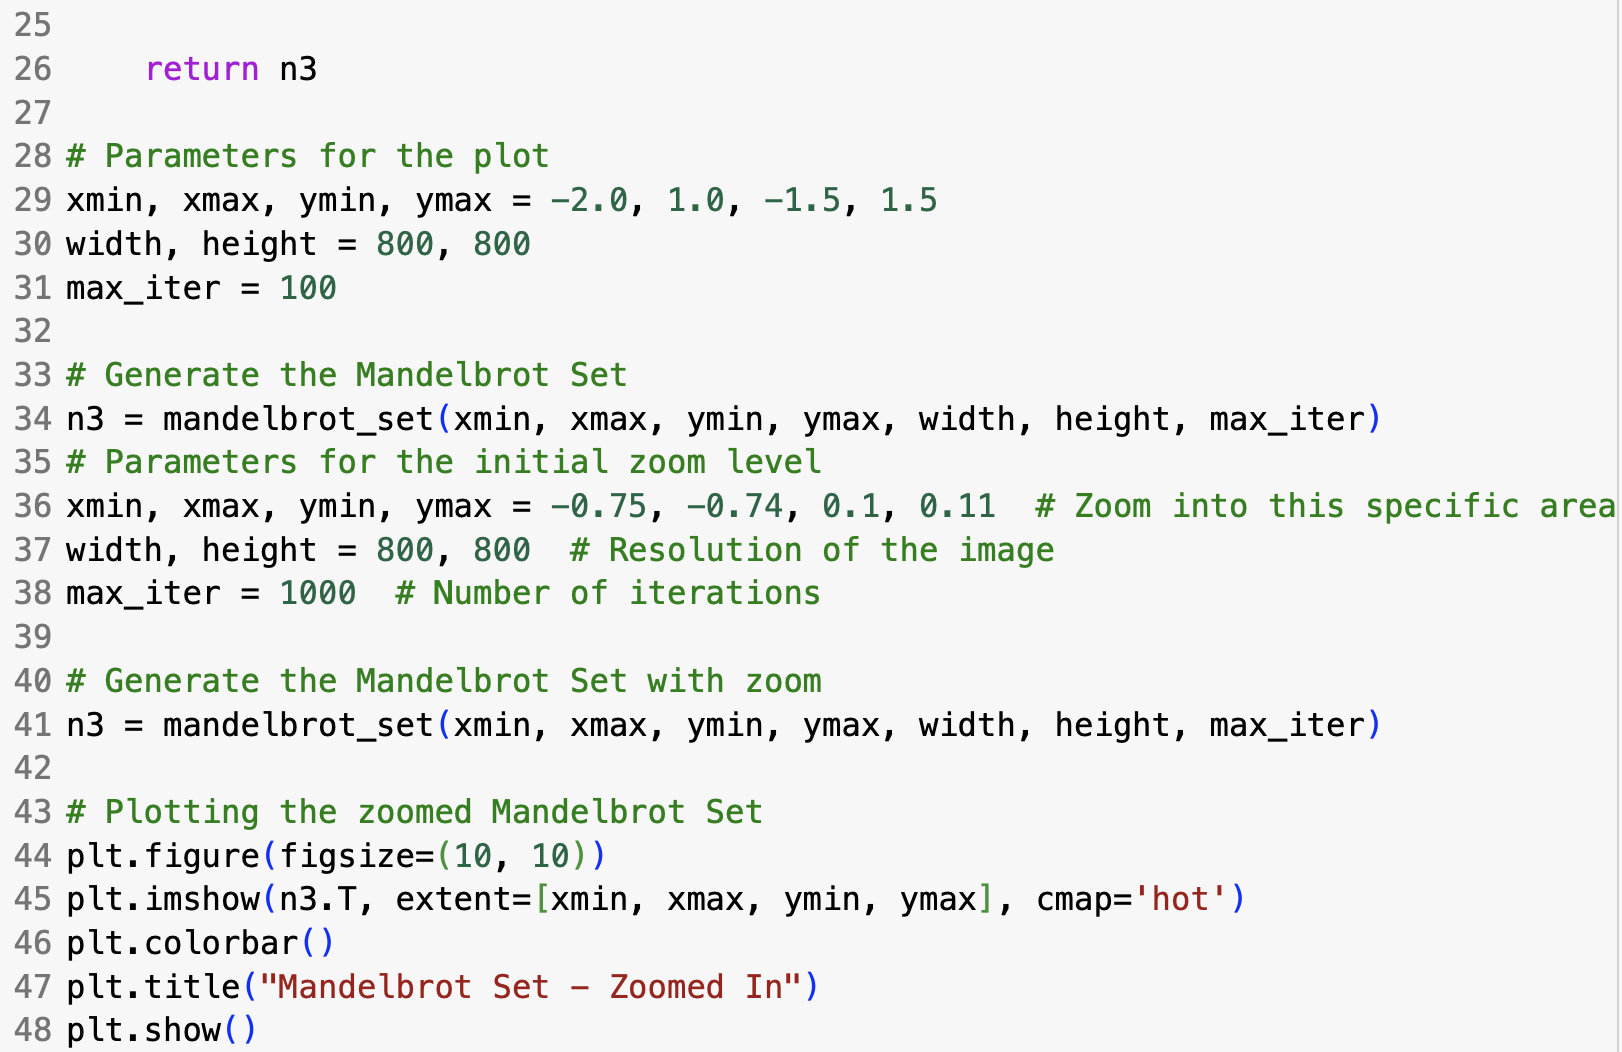 25
26     return n3
27
28 # Parameters for the plot
29 xmin, xmax, ymin, ymax = -2.0, 1.0, -1.5, 1.5
30 width, height = 800, 800
31 max_iter = 100
32
33 # Generate the Mandelbrot Set
34 n3 = mandelbrot_set(xmin, xmax, ymin, ymax, width, height, max_iter)
35 # Parameters for the initial zoom level
36 xmin, xmax, ymin, ymax = -0.75, -0.74, 0.1, 0.11  # Zoom into this specific area
37 width, height = 800, 800  # Resolution of the image
38 max_iter = 1000  # Number of iterations
39
40 # Generate the Mandelbrot Set with zoom
41 n3 = mandelbrot_set(xmin, xmax, ymin, ymax, width, height, max_iter)
42
43 # Plotting the zoomed Mandelbrot Set
44 plt.figure(figsize=(10, 10))
45 plt.imshow(n3.T, extent=[xmin, xmax, ymin, ymax], cmap='hot')
46 plt.colorbar()
47 plt.title("Mandelbrot Set - Zoomed In")
48 plt.show()